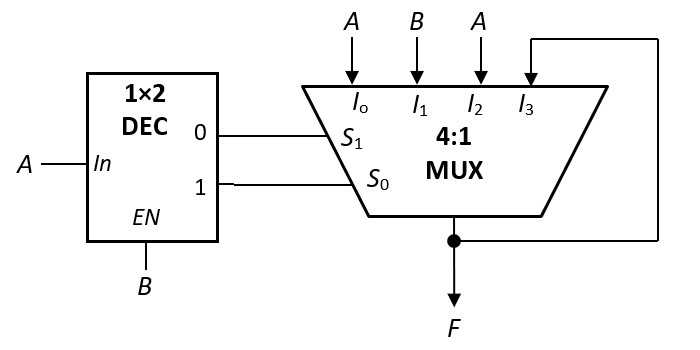 A B A
1×2
DEC
I₀ I₁ I₂ I₃
0
S₁
4:1
MUX
A
In
1
S₀
EN
B
F